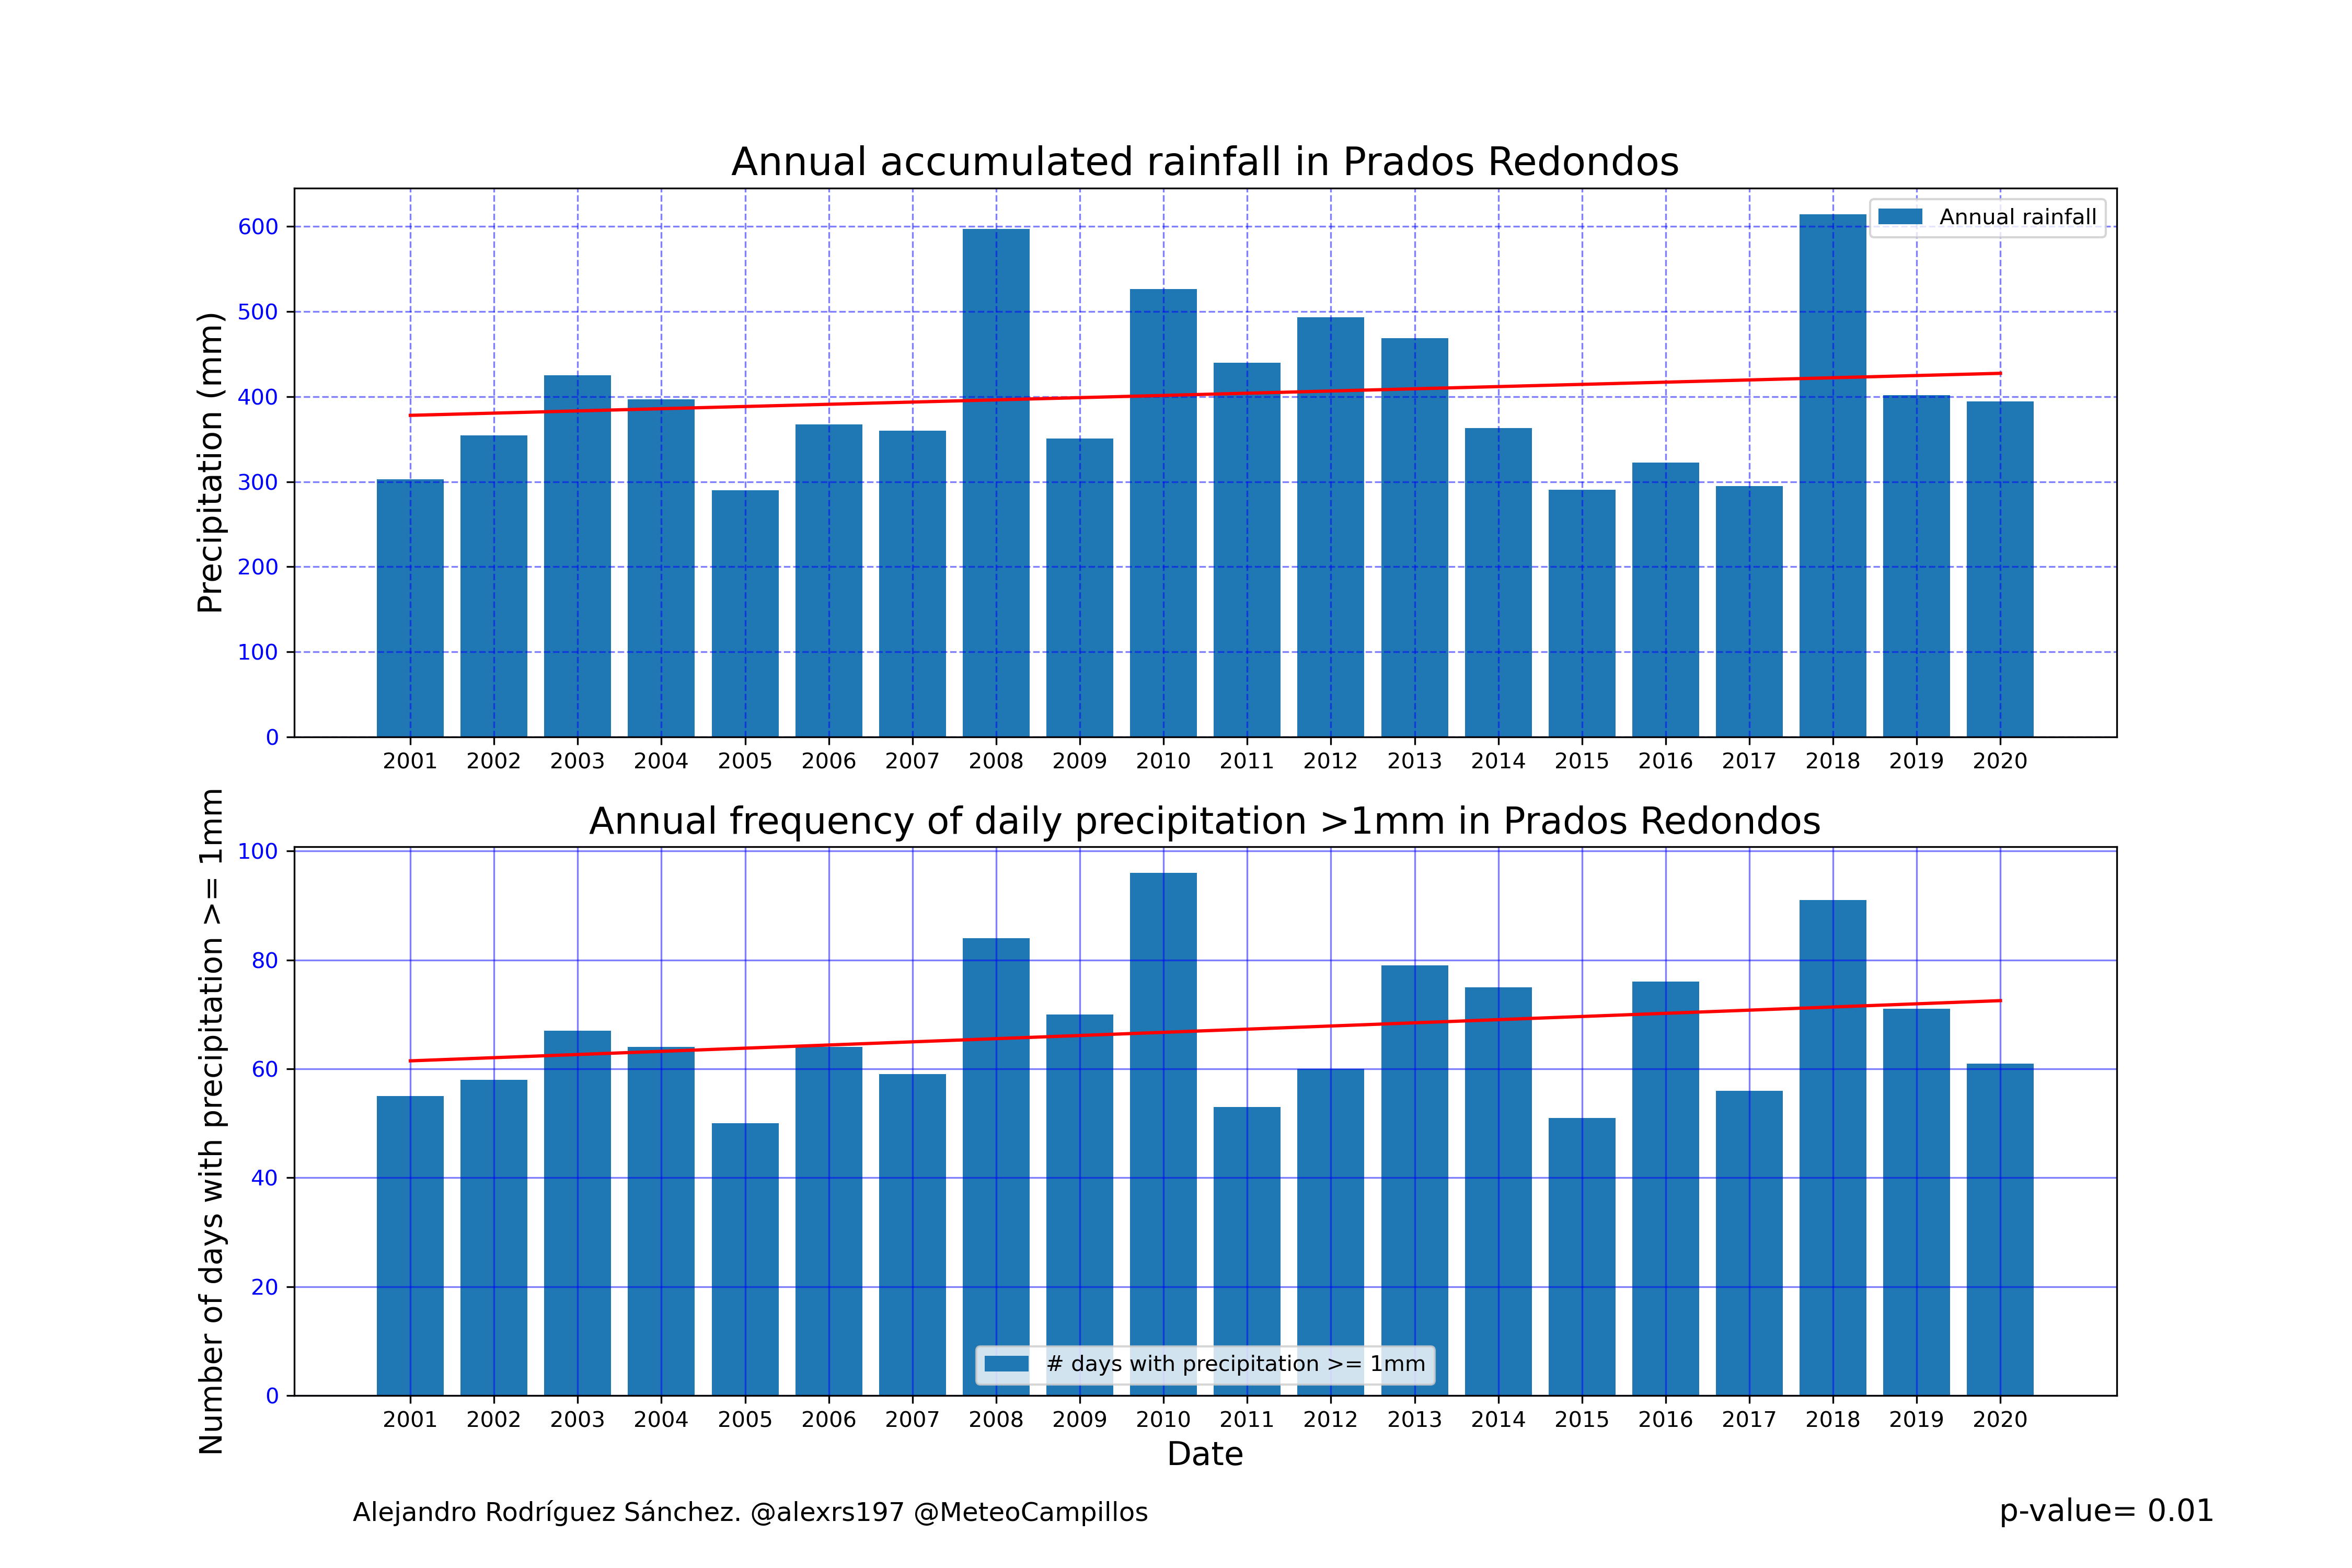 Annual accumulated rainfall in Prados Redondos
Precipitation (mm)
600
500
400
300
200
100
0
Annual rainfall
2001 2002 2003 2004 2005 2006 2007 2008 2009 2010 2011 2012 2013 2014 2015 2016 2017 2018 2019 2020
Annual frequency of daily precipitation >1mm in Prados Redondos
Number of days with precipitation >= 1mm
100
80
60
40
20
0
# days with precipitation >= 1mm
2001 2002 2003 2004 2005 2006 2007 2008 2009 2010 2011 2012 2013 2014 2015 2016 2017 2018 2019 2020
Date
Alejandro Rodríguez Sánchez. @alexrs197 @MeteoCampillos
p-value= 0.01